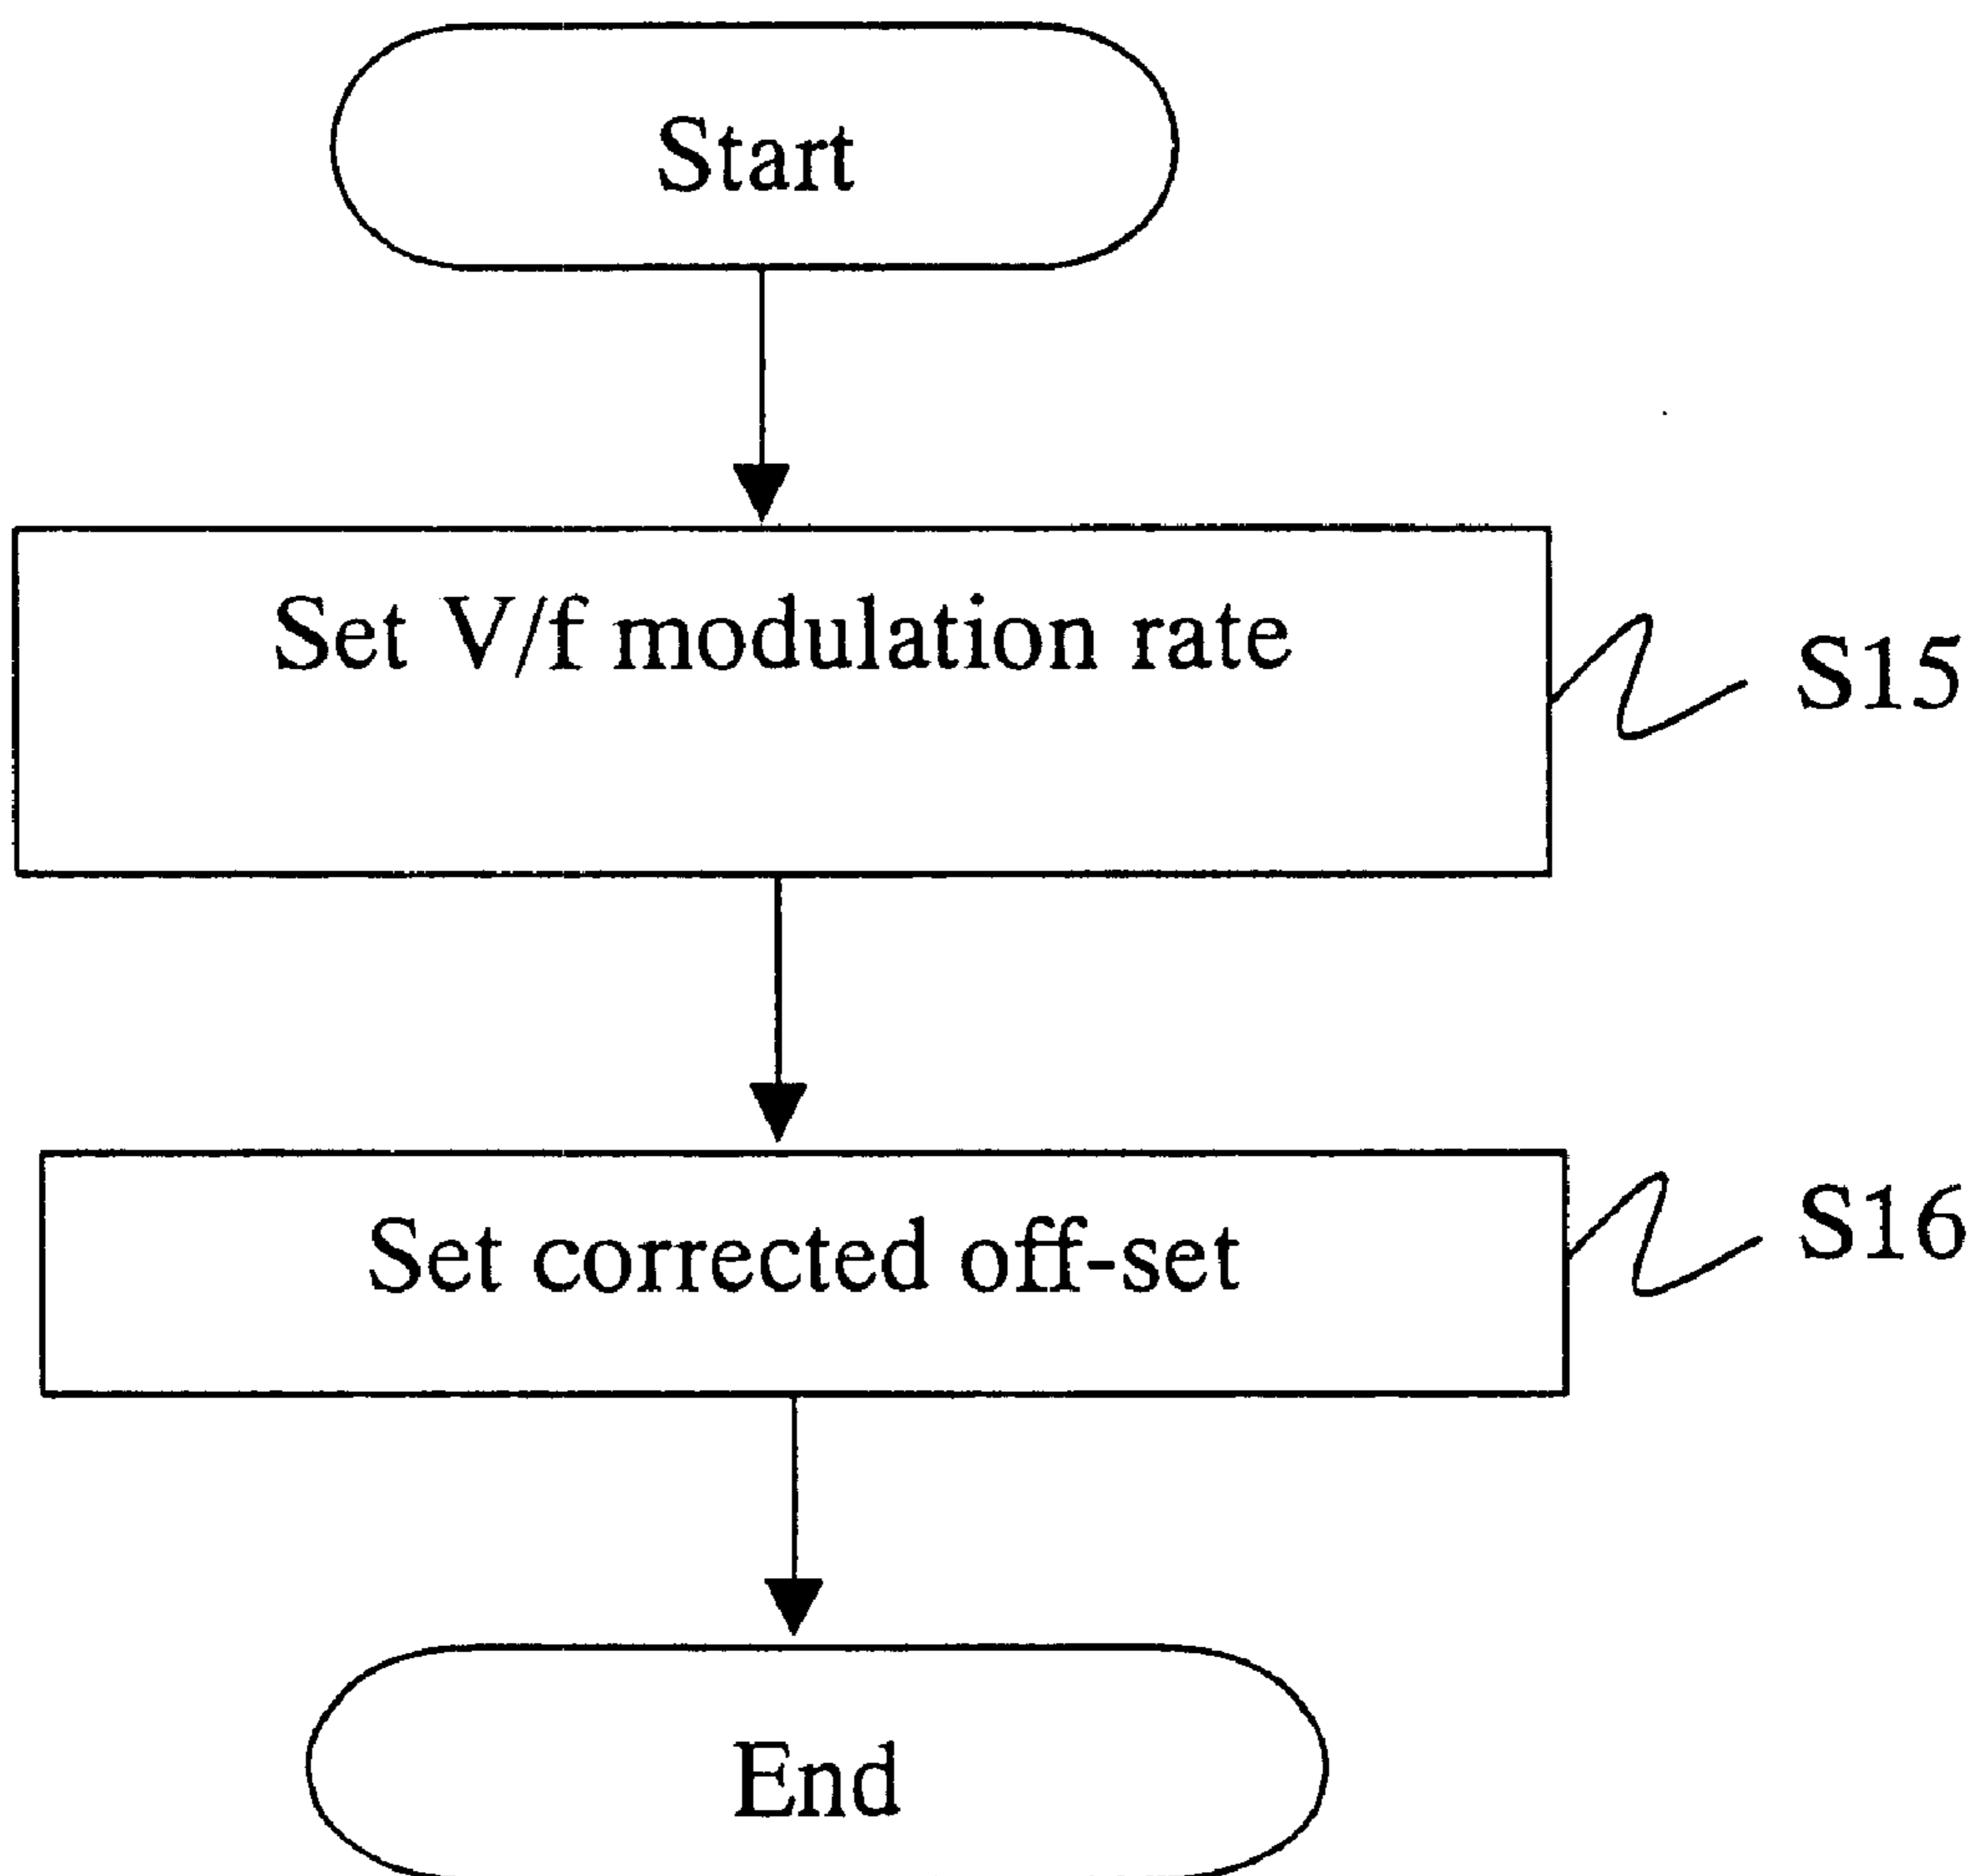 Start
Set V/f modulation rate
S15
Set corrected off-set
S16
End